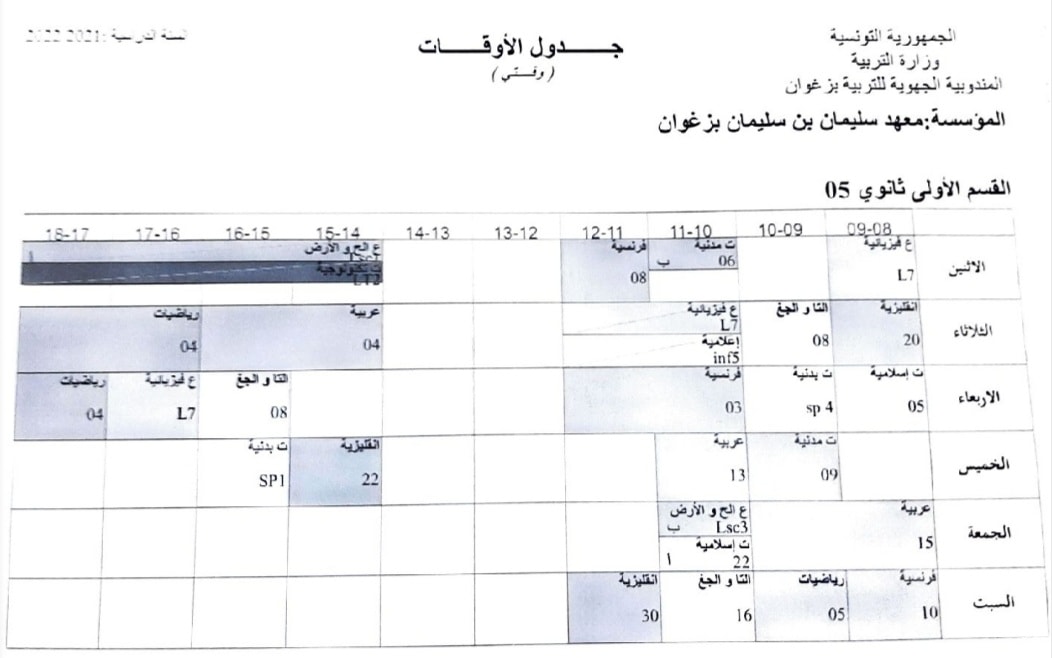 الجمهورية التونسية
وزارة التربية
المندوبية الجهوية للتربية بزغوان
المؤسسة:معهد سليمان بن سليمان بزغوان
جـــدول الأوقـــات
(وقــتي)
السنة الدراسية :2021 2022
القسم الأولى ثانوي 05
09-08 10-09 11-10 12-11 13-12 14-13 15-14 16-15 17-16 18-17
الاثنين
ع فيزيائية
L7
ت مدنية
06 ب
فرنسية
08
ع الح و الأرض
ت تكنولوجية
LT2
الثلاثاء
انقليزية
20
التا و الجغ
08
ع فيزيائية
L7
إعلامية
inf5
عربية
04
رياضيات
04
الاربعاء
ت إسلامية
05
ت بدنية
sp 4
فرنسية
03
التا و الجغ
08
ع فيزيائية
L7
رياضيات
04
الخميس
ت مدنية
09
عربية
13
انقليزية
22
ت بدنية
SP1
الجمعة
عربية
15
ع الح و الأرض
Lsc3 ب
ت إسلامية
22 أ
السبت
فرنسية
10
رياضيات
05
التا و الجغ
16
انقليزية
30